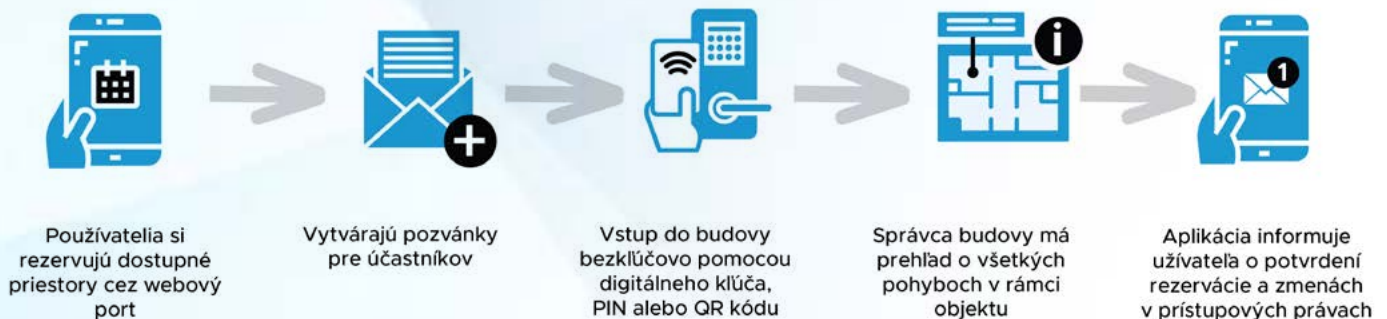 Používatelia si
rezervujú dostupné
priestory cez webový
port
Vytvárajú pozvánky
pre účastníkov
Vstup do budovy
bezkľúčovo pomocou
digitálneho kľúča,
PIN alebo QR kódu
Správca budovy má
prehľad o všetkých
pohyboch v rámci
objektu
1
Aplikácia informuje
užívateľa o potvrdení
rezervácie a zmenách
v prístupových právach